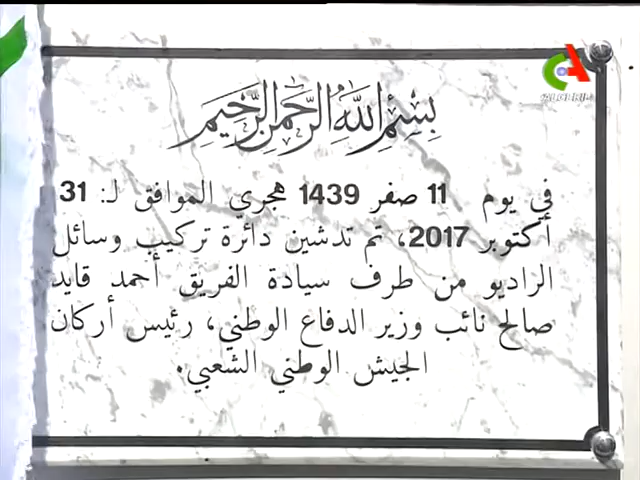 بسم الله الرحمن الرحيم
في يوم 11 صفر 1439 هجري الموافق لـ: 31
أكتوبر 2017، تم تدشين دائرة تركيب وسائل
الراديو من طرف سيادة الفريق أحمد قايد
صالح نائب وزير الدفاع الوطني، رئيس أركان
الجيش الوطني الشعبي.